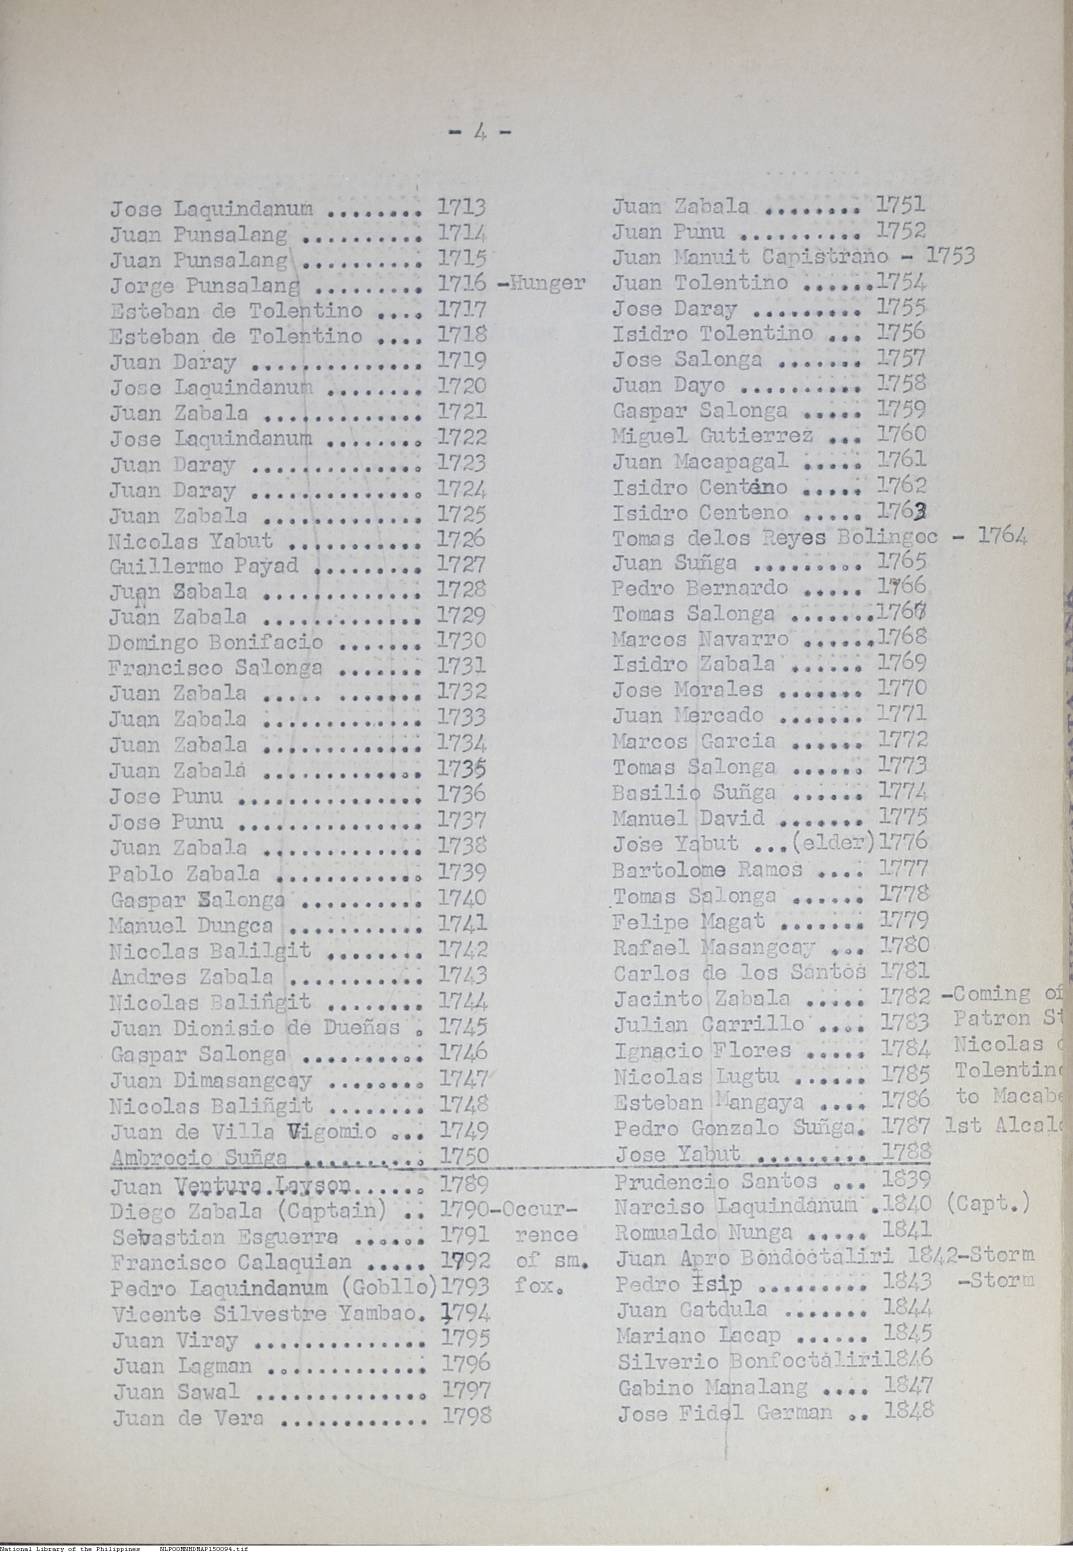 - 4 -
Jose Laquindanum ........ 1713
Juan Punsalang .......... 1714
Juan Punsalang .......... 1715
Jorge Punsalang ......... 1716 -Hunger
Esteban de Tolentino .... 1717
Esteban de Tolentino .... 1718
Juan Daray .............. 1719
Jose Laquindanum ........ 1720
Juan Zabala ............. 1721
Jose Laquindanum ........ 1722
Juan Daray .............. 1723
Juan Daray .............. 1724
Juan Zabala ............. 1725
Nicolas Yabut ........... 1726
Guillermo Payad ......... 1727
Juan Sabala ............. 1728
Juan Zabala ............. 1729
Domingo Bonifacio ....... 1730
Francisco Salonga ....... 1731
Juan Zabala ..... ....... 1732
Juan Zabala ............. 1733
Juan Zabala ............. 1734
Juan Zabala ............. 1735
Jose Punu ............... 1736
Jose Punu ............... 1737
Juan Zabala ............. 1738
Pablo Zabala ............ 1739
Gaspar Salonga .......... 1740
Manuel Dungca ........... 1741
Nicolas Balilgit ........ 1742
Andres Zabala ........... 1743
Nicolas Baliñgit ........ 1744
Juan Dionisio de Dueñas . 1745
Gaspar Salonga .......... 1746
Juan Dimasangcay ........ 1747
Nicolas Baliñgit ........ 1748
Juan de Villa Vigomio ... 1749
Ambrocio Suñga .......... 1750
Juan Zabala ........ 1751
Juan Punu .......... 1752
Juan Manuit Capistraño - 1753
Juan Tolentino ......1754
Jose Daray ......... 1755
Isidro Tolentino ... 1756
Jose Salonga ....... 1757
Juan Dayo .......... 1758
Gaspar Salonga ..... 1759
Miguel Gutierrez ... 1760
Juan Macapagal ..... 1761
Isidro Centeno ..... 1762
Isidro Centeno ..... 1763
Tomas delos Reyes Bolingoc - 1764
Juan Suñga ......... 1765
Pedro Bernardo ..... 1766
Tomas Salonga .......1767
Marcos Navarro ......1768
Isidro Zabala ...... 1769
Jose Morales ....... 1770
Juan Mercado ....... 1771
Marcos Garcia ...... 1772
Tomas Salonga ...... 1773
Basilio Suñga ...... 1774
Manuel David ....... 1775
Jose Yabut ...(elder)1776
Bartolome Ramos .... 1777
Tomas Salonga ...... 1778
Felipe Magat ....... 1779
Rafael Masangcay ... 1780
Carlos de los Santos 1781
Jacinto Zabala ..... 1782 -Coming of
Julian Carrillo .... 1783 Patron St
Ignacio Flores ..... 1784 Nicolas
Nicolas Lugtu ...... 1785 Tolentino
Esteban Mangaya .... 1786 to Macabe
Pedro Gonzalo Suñga. 1787 1st Alcal
Jose Yabut ......... 1788
Juan Ventura Layson...... 1789
Diego Zabala (Captain) .. 1790-Occur-
Sebastian Esguerra ...... 1791 rence
Francisco Calaquian ..... 1792 of sm.
Pedro Laquindanum (Gobllo)1793 fox.
Vicente Silvestre Yambao. 1794
Juan Viray .............. 1795
Juan Lagman ............. 1796
Juan Sawal .............. 1797
Juan de Vera ............ 1798
Prudencio Santos ... 1839
Narciso Laquindanum .1840 (Capt.)
Romualdo Nunga ..... 1841
Juan Apro Bondoctaliri 1842-Storm
Pedro Isip ......... 1843 -Storm
Juan Gatdula ....... 1844
Mariano Lacap ...... 1845
Silverio Bonfoctaliri1846
Gabino Manalang .... 1847
Jose Fidel German .. 1848
National Library of the Philippines NLPOOMNHDMAP150094.tif